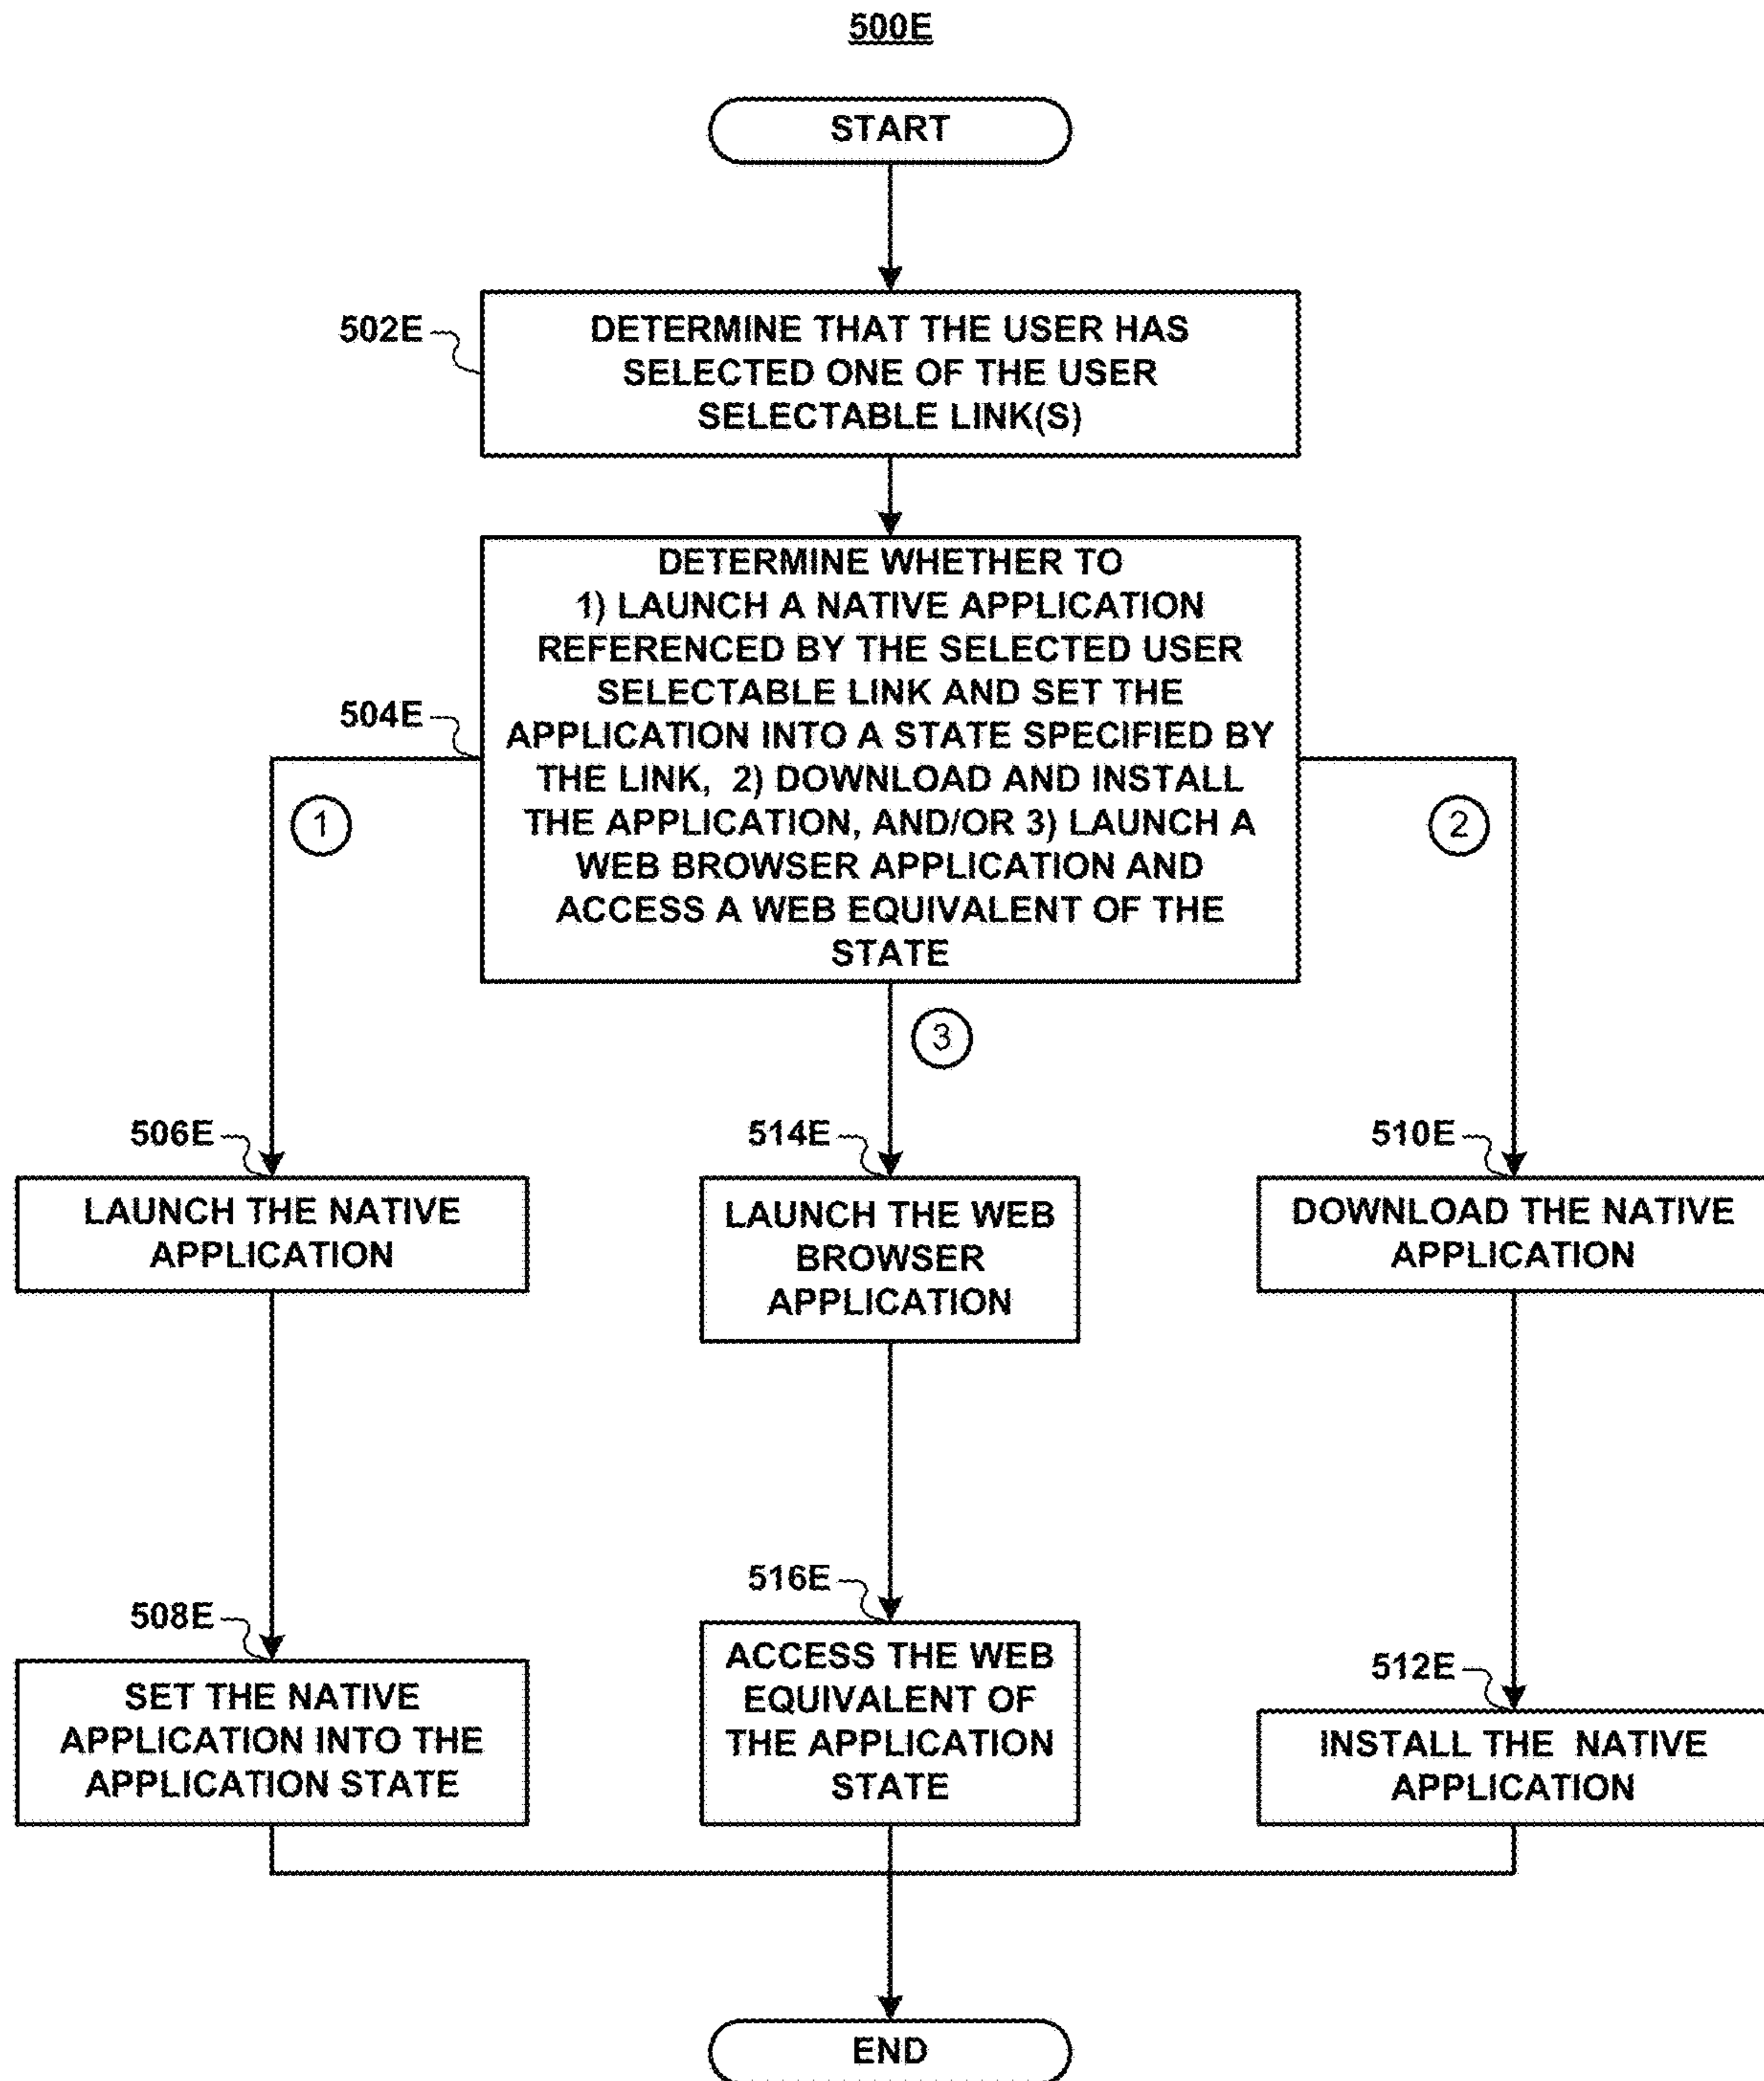 500E
START
502E
DETERMINE THAT THE USER HAS
SELECTED ONE OF THE USER
SELECTABLE LINK(S)
504E
DETERMINE WHETHER TO
1) LAUNCH A NATIVE APPLICATION
REFERENCED BY THE SELECTED USER
SELECTABLE LINK AND SET THE
APPLICATION INTO A STATE SPECIFIED BY
THE LINK, 2) DOWNLOAD AND INSTALL
THE APPLICATION, AND/OR 3) LAUNCH A
WEB BROWSER APPLICATION AND
ACCESS A WEB EQUIVALENT OF THE
STATE
1
2
3
506E
LAUNCH THE NATIVE
APPLICATION
514E
LAUNCH THE WEB
BROWSER
APPLICATION
510E
DOWNLOAD THE NATIVE
APPLICATION
508E
SET THE NATIVE
APPLICATION INTO THE
APPLICATION STATE
516E
ACCESS THE WEB
EQUIVALENT OF
THE APPLICATION
STATE
512E
INSTALL THE NATIVE
APPLICATION
END